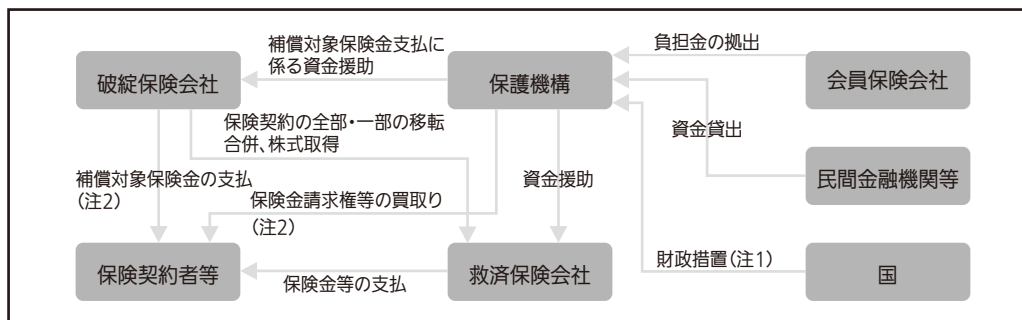 補償対象保険金支払に
係る資金援助
負担金の拠出
破綻保険会社
保護機構
会員保険会社
保険契約の全部・一部の移転
合併、株式取得
資金貸出
補償対象保険金の支払
(注2)
資金援助
民間金融機関等
保険金請求権等の買取り
(注2)
財政措置(注1)
保険契約者等
保険金等の支払
救済保険会社
国